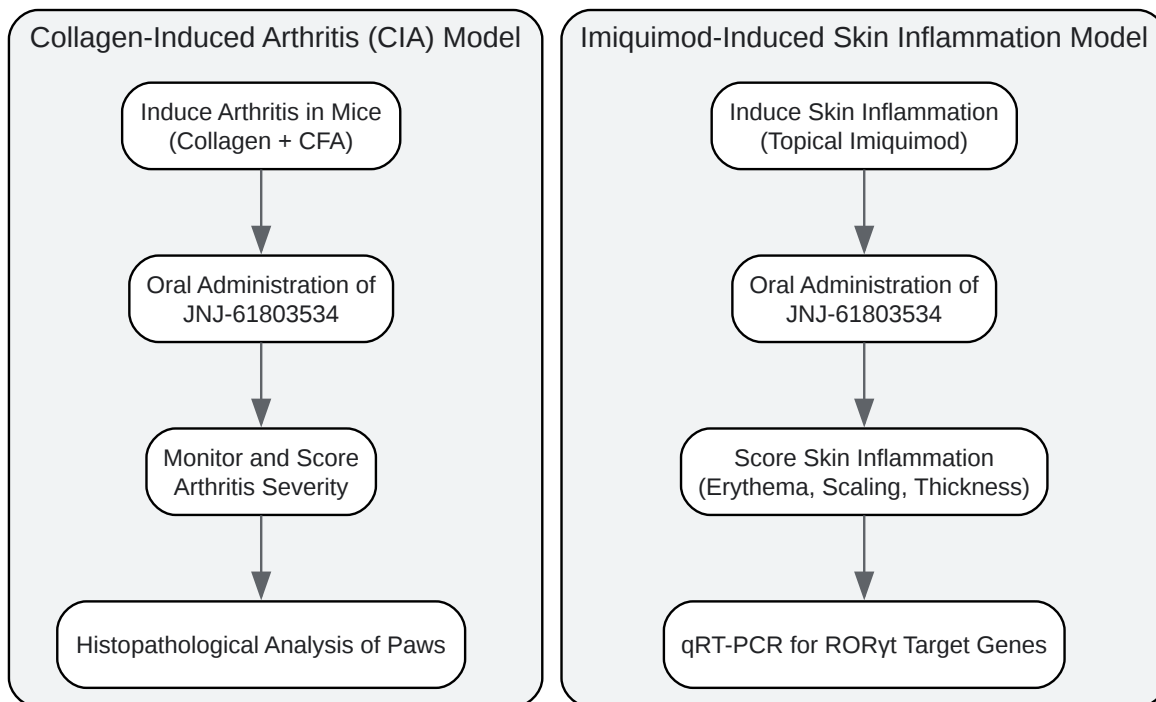 Collagen-Induced Arthritis (CIA) Model
Induce Arthritis in Mice
(Collagen + CFA)
Oral Administration of
JNJ-61803534
Monitor and Score
Arthritis Severity
Histopathological Analysis of Paws
Imiquimod-Induced Skin Inflammation Model
Induce Skin Inflammation
(Topical Imiquimod)
Oral Administration of
JNJ-61803534
Score Skin Inflammation
(Erythema, Scaling, Thickness)
qRT-PCR for RORγt Target Genes